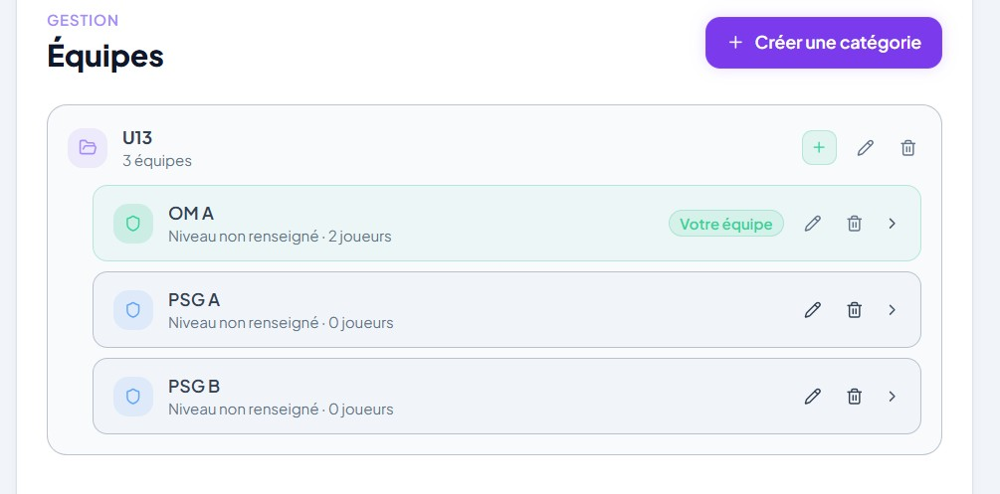 GESTION
Équipes
+ Créer une catégorie
U13
3 équipes
OM A
Niveau non renseigné · 2 joueurs
Votre équipe
PSG A
Niveau non renseigné · 0 joueurs
PSG B
Niveau non renseigné · 0 joueurs